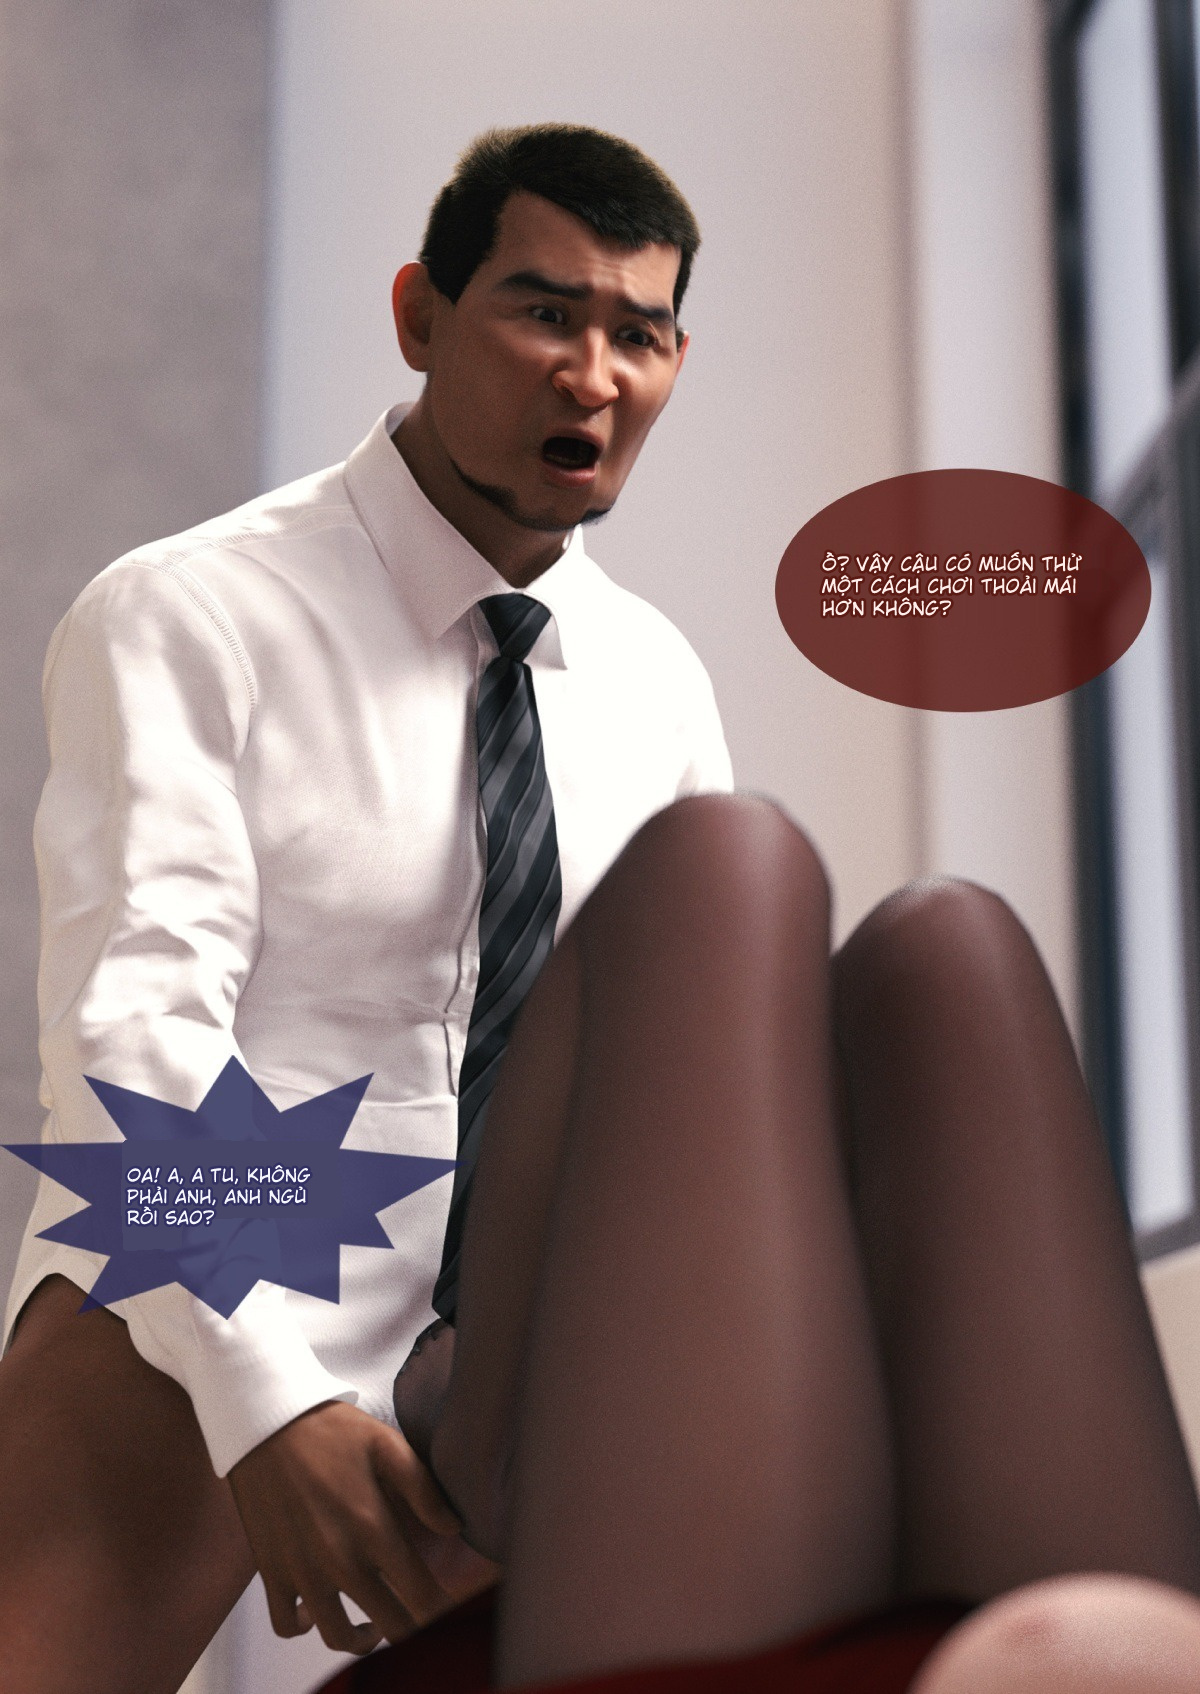 Ồ? VẬY CẬU CÓ MUỐN THỬ
MỘT CÁCH CHƠI THOẢI MÁI
HƠN KHÔNG?
OA! A, A TU, KHÔNG
PHẢI ANH, ANH NGỦ
RỒI SAO?